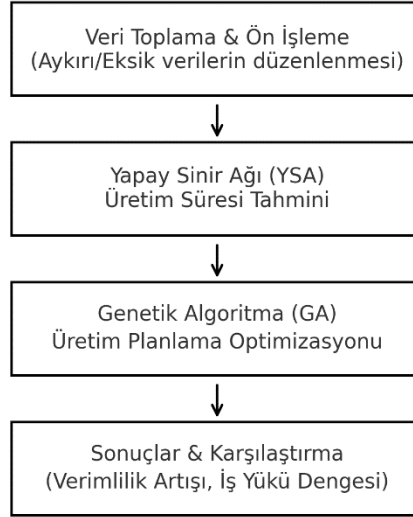 Veri Toplama & Ön İşleme
(Aykırı/Eksik verilerin düzenlenmesi)
Yapay Sinir Ağı (YSA)
Üretim Süresi Tahmini
Genetik Algoritma (GA)
Üretim Planlama Optimizasyonu
Sonuçlar & Karşılaştırma
(Verimlilik Artışı, İş Yükü Dengesi)